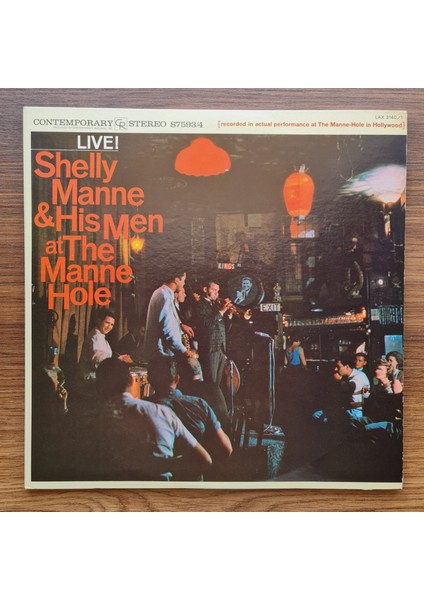 CONTEMPORARY CR STEREO S7593/4
[recorded in actual performance at The Manne-Hole in Hollywood]
LIVE!
Shelly
Manne
& His Men
at The
Manne
Hole
EXIT